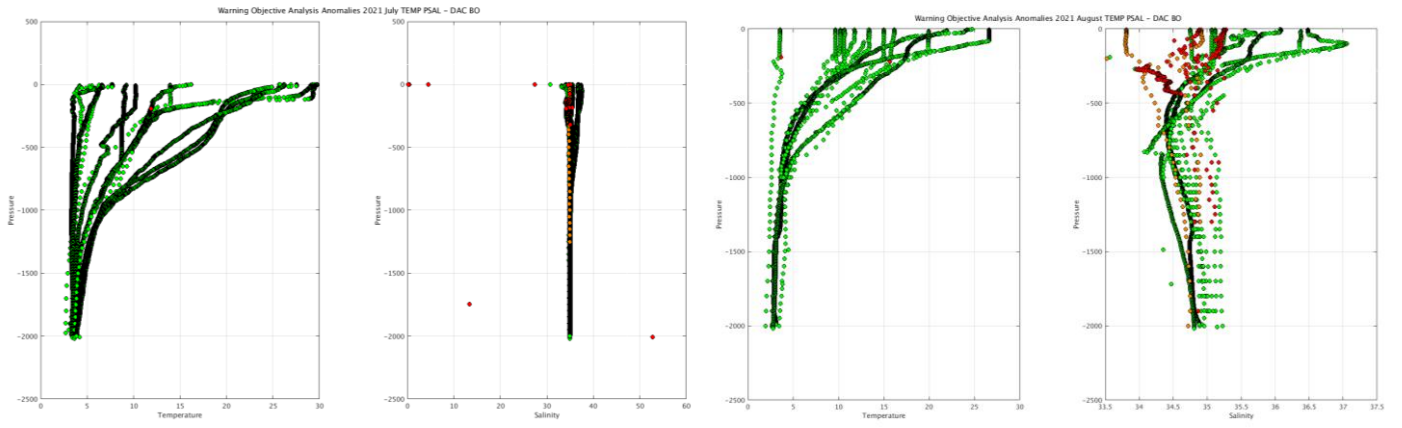 Warning Objective Analysis Anomalies 2021 July TEMP PSAL - DAC BO
500
0
-500
-1000
-1500
-2000
-2500
Pressure
0 5 10 15 20 25 30
Temperature
500
0
-500
-1000
-1500
-2000
-2500
Pressure
0 10 20 30 40 50 60
Salinity
Warning Objective Analysis Anomalies 2021 August TEMP PSAL - DAC BO
0
-500
-1000
-1500
-2000
-2500
Pressure
0 5 10 15 20 25 30
Temperature
0
-500
-1000
-1500
-2000
-2500
Pressure
33.5 34 34.5 35 35.5 36 36.5 37 37.5
Salinity